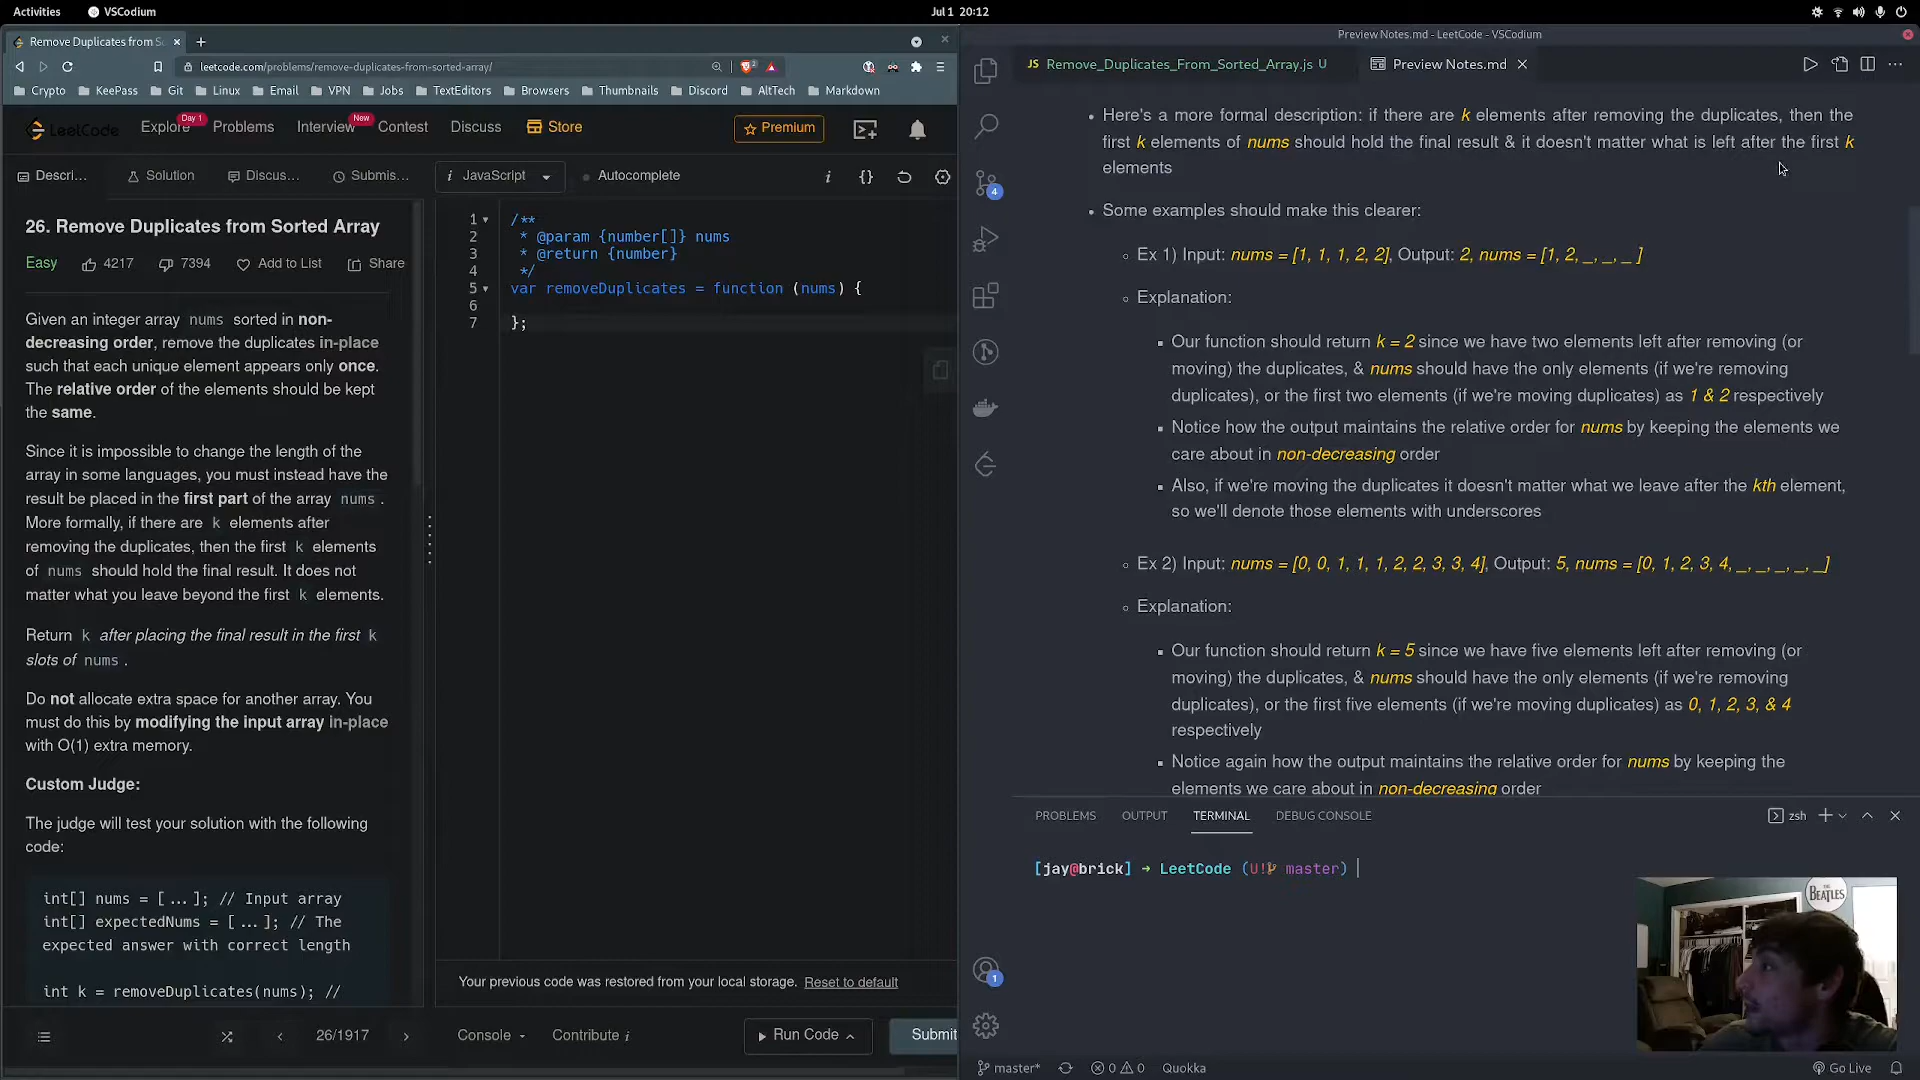 Activities
VSCodium
Jul 1 20:12
Remove Duplicates from So
leetcode.com/problems/remove-duplicates-from-sorted-array/
Crypto
KeePass
Git
Linux
Email
VPN
Jobs
TextEditors
Browsers
Thumbnails
Discord
AltTech
Markdown
LeetCode
Explore
Day 1
Problems
Interview
New
Contest
Discuss
Store
Premium
Descri...
Solution
Discus...
Submis...
JavaScript
Autocomplete
26. Remove Duplicates from Sorted Array
Easy
4217
7394
Add to List
Share
Given an integer array nums sorted in non-
decreasing order, remove the duplicates in-place
such that each unique element appears only once.
The relative order of the elements should be kept
the same.
Since it is impossible to change the length of the
array in some languages, you must instead have the
result be placed in the first part of the array nums .
More formally, if there are k elements after
removing the duplicates, then the first k elements
of nums should hold the final result. It does not
matter what you leave beyond the first k elements.
Return k after placing the final result in the first k
slots of nums .
Do not allocate extra space for another array. You
must do this by modifying the input array in-place
with O(1) extra memory.
Custom Judge:
The judge will test your solution with the following
code:
int[] nums = [...]; // Input array
int[] expectedNums = [...]; // The
expected answer with correct length
int k = removeDuplicates(nums); //
26/1917
1 /**
2 * @param {number[]} nums
3 * @return {number}
4 */
5 var removeDuplicates = function (nums) {
6
7 };
Your previous code was restored from your local storage. Reset to default
Console
Contribute i
Run Code
Submit
Preview Notes.md - LeetCode - VSCodium
JS Remove_Duplicates_From_Sorted_Array.js U
Preview Notes.md
4
1
• Here's a more formal description: if there are k elements after removing the duplicates, then the
first k elements of nums should hold the final result & it doesn't matter what is left after the first k
elements
• Some examples should make this clearer:
◦ Ex 1) Input: nums = [1, 1, 1, 2, 2], Output: 2, nums = [1, 2, _, _, _ ]
◦ Explanation:
▪ Our function should return k = 2 since we have two elements left after removing (or
moving) the duplicates, & nums should have the only elements (if we're removing
duplicates), or the first two elements (if we're moving duplicates) as 1 & 2 respectively
▪ Notice how the output maintains the relative order for nums by keeping the elements we
care about in non-decreasing order
▪ Also, if we're moving the duplicates it doesn't matter what we leave after the kth element,
so we'll denote those elements with underscores
◦ Ex 2) Input: nums = [0, 0, 1, 1, 1, 2, 2, 3, 3, 4], Output: 5, nums = [0, 1, 2, 3, 4, _, _, _, _, _]
◦ Explanation:
▪ Our function should return k = 5 since we have five elements left after removing (or
moving) the duplicates, & nums should have the only elements (if we're removing
duplicates), or the first five elements (if we're moving duplicates) as 0, 1, 2, 3, & 4
respectively
▪ Notice again how the output maintains the relative order for nums by keeping the
elements we care about in non-decreasing order
PROBLEMS
OUTPUT
TERMINAL
DEBUG CONSOLE
zsh
[jay@brick] → LeetCode (U! master)
THE BEATLES
master*
0
0
Quokka
Go Live